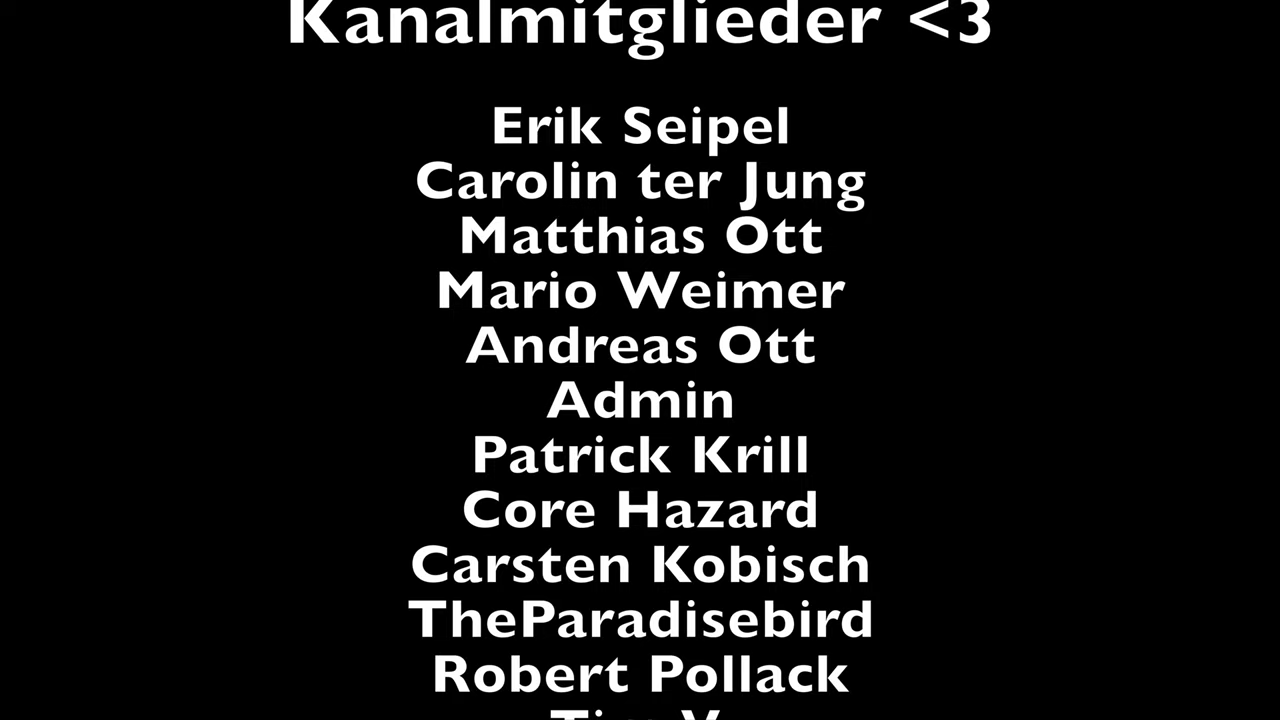 Kanalmitglieder <3
Erik Seipel
Carolin ter Jung
Matthias Ott
Mario Weimer
Andreas Ott
Admin
Patrick Krill
Core Hazard
Carsten Kobisch
TheParadisebird
Robert Pollack